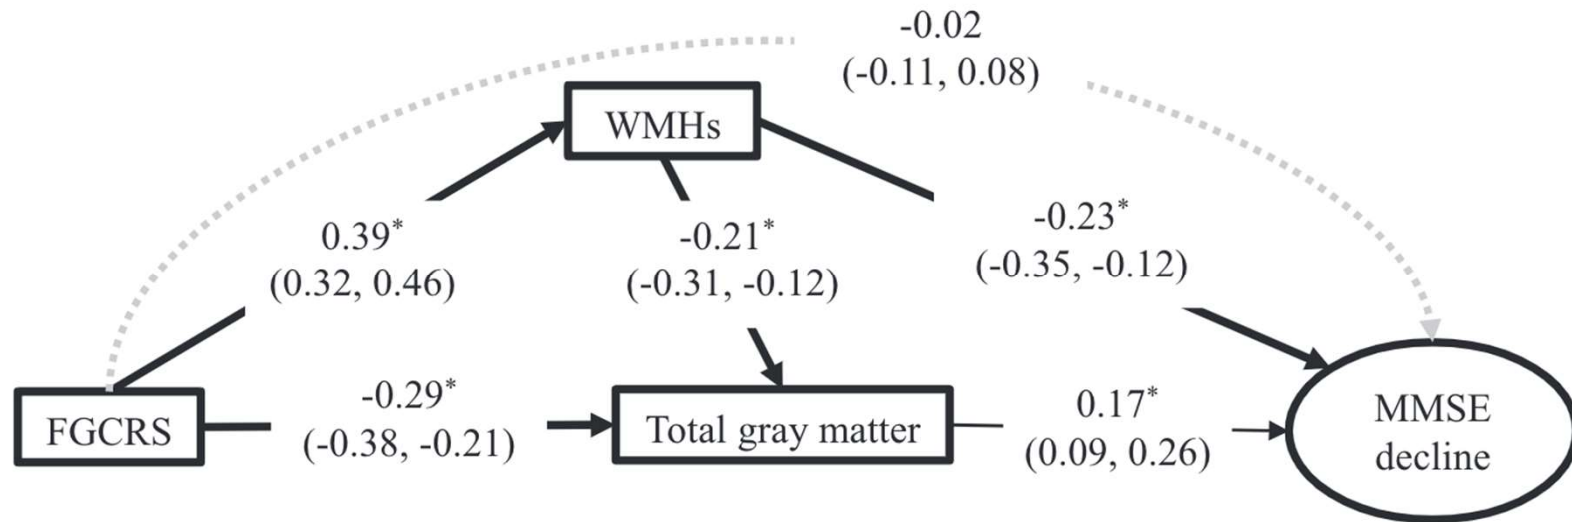 -0.02
(-0.11, 0.08)
WMHs
0.39*
(0.32, 0.46)
-0.21*
(-0.31, -0.12)
-0.23*
(-0.35, -0.12)
FGCRS
-0.29*
(-0.38, -0.21)
Total gray matter
0.17*
(0.09, 0.26)
MMSE
decline